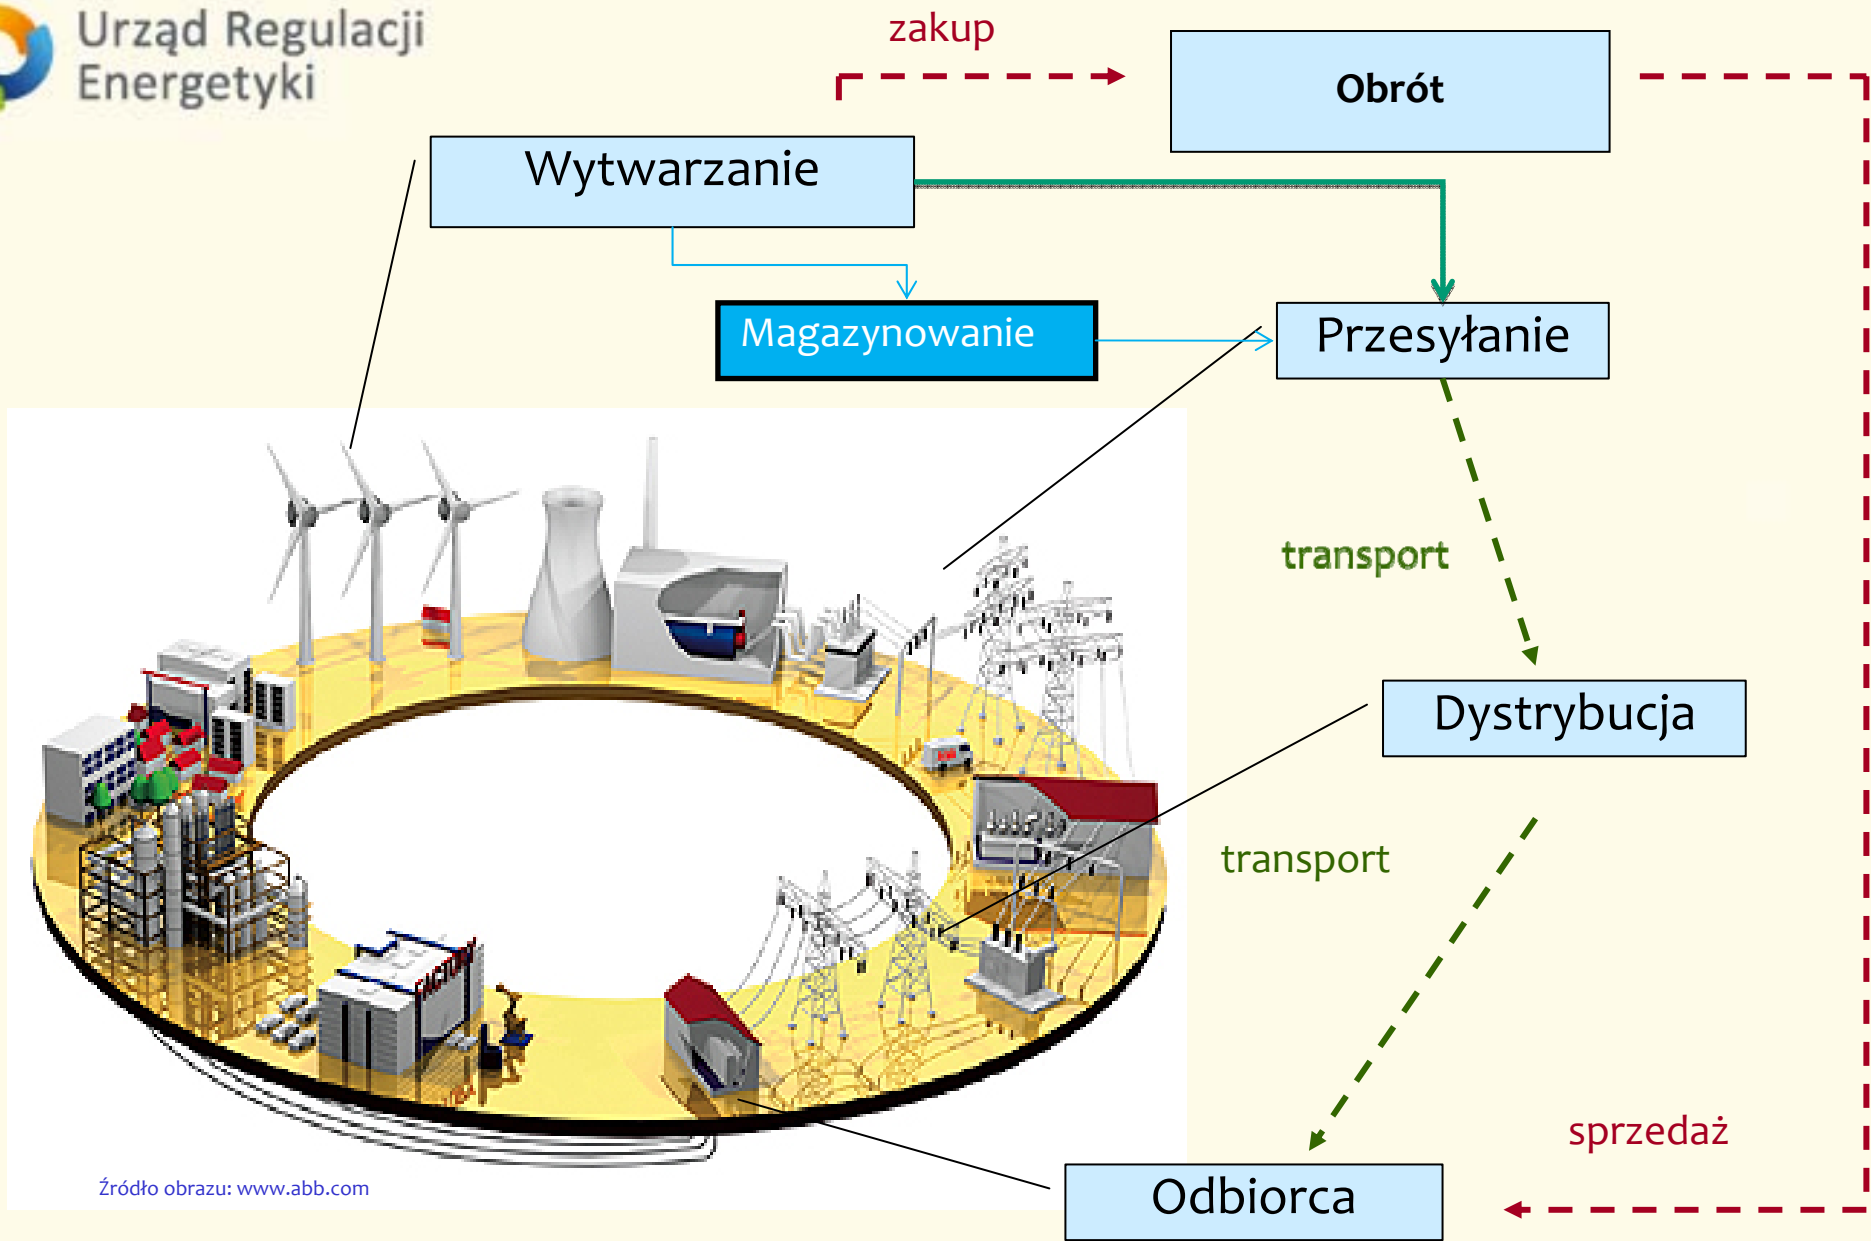 Urząd Regulacji
Energetyki
zakup
Obrót
Wytwarzanie
Magazynowanie
Przesyłanie
transport
Dystrybucja
transport
sprzedaż
Odbiorca
Źródło obrazu: www.abb.com